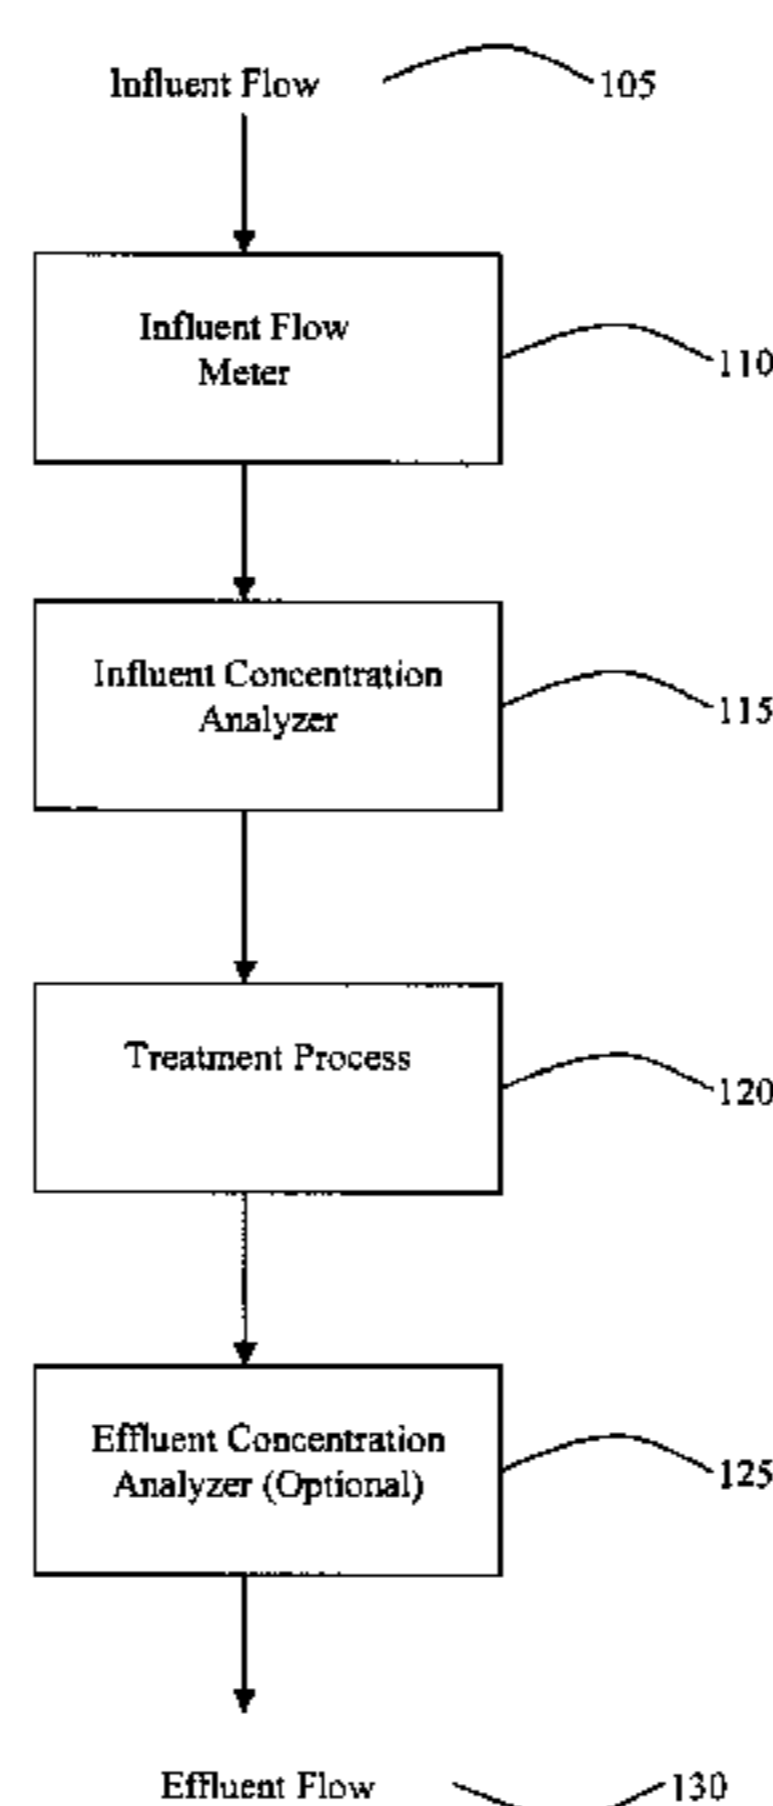 Influent Flow 105
Influent Flow
Meter
110
Influent Concentration
Analyzer
115
Treatment Process
120
Effluent Concentration
Analyzer (Optional)
125
Effluent Flow 130